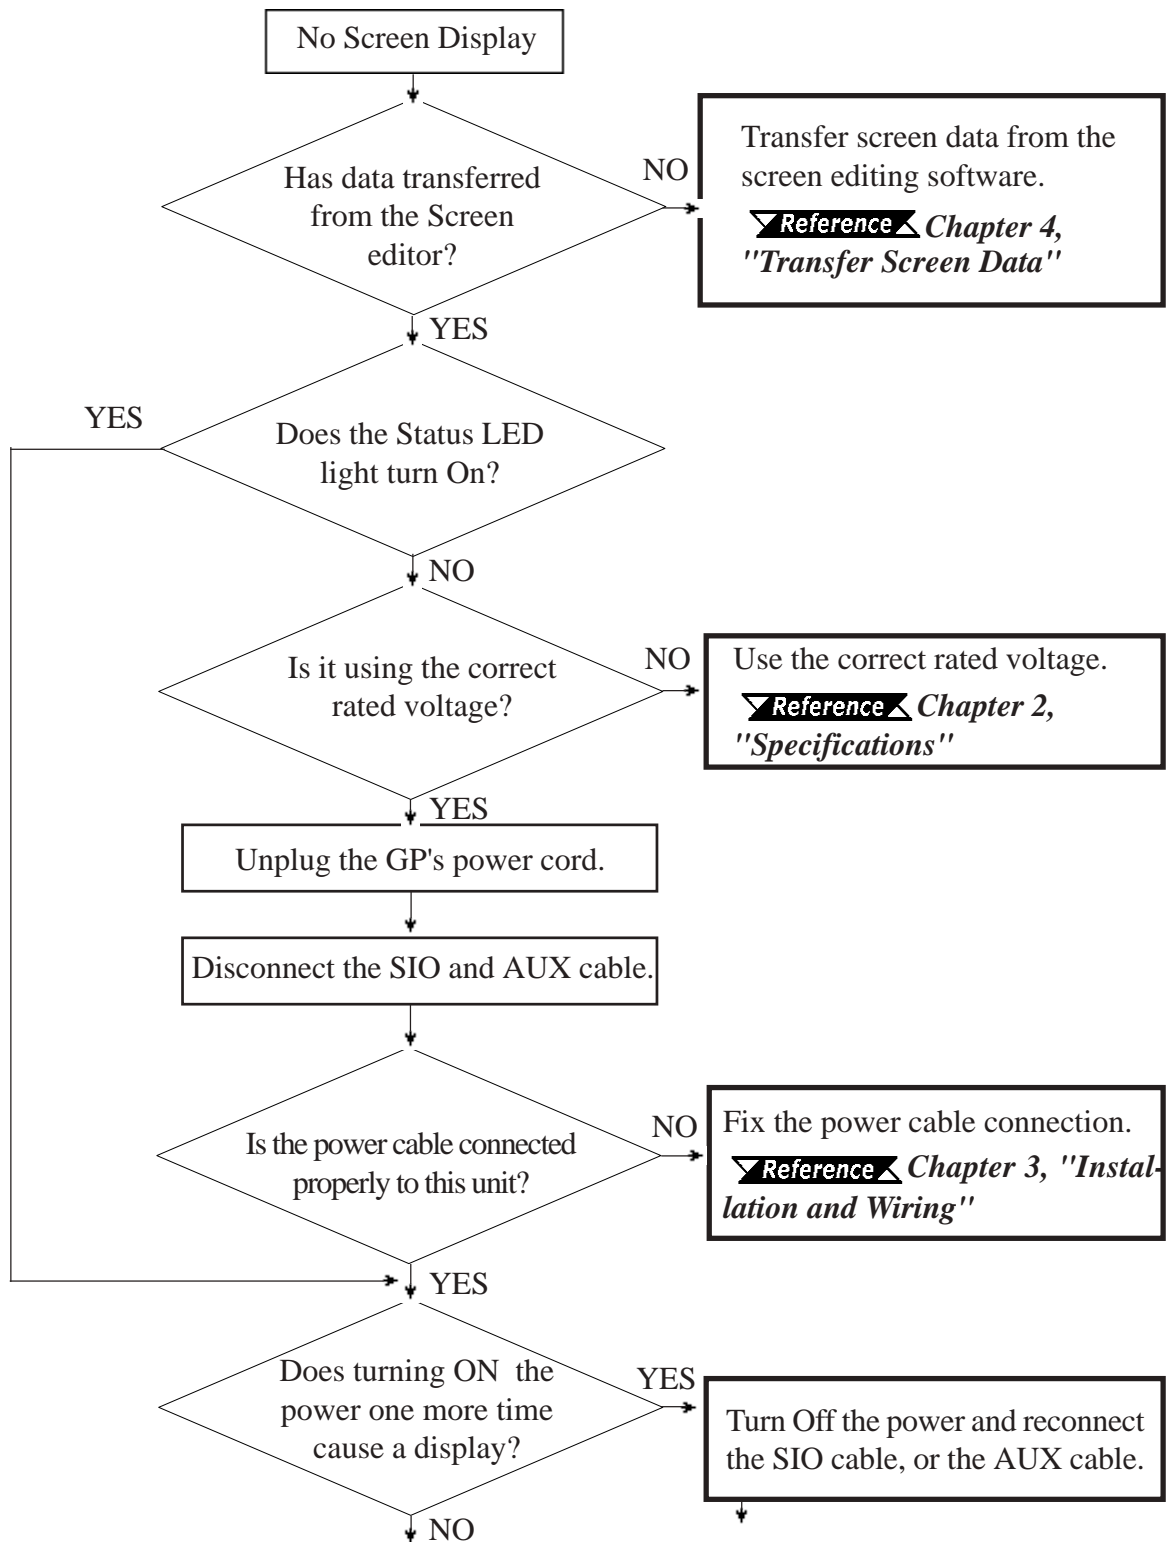 No Screen Display
Has data transferred
from the Screen
editor?
NO
Transfer screen data from the
screen editing software.
Reference Chapter 4,
"Transfer Screen Data"
YES
YES
Does the Status LED
light turn On?
NO
Is it using the correct
rated voltage?
NO
Use the correct rated voltage.
Reference Chapter 2,
"Specifications"
YES
Unplug the GP's power cord.
Disconnect the SIO and AUX cable.
Is the power cable connected
properly to this unit?
NO
Fix the power cable connection.
Reference Chapter 3, "Instal-
lation and Wiring"
YES
Does turning ON the
power one more time
cause a display?
YES
Turn Off the power and reconnect
the SIO cable, or the AUX cable.
NO